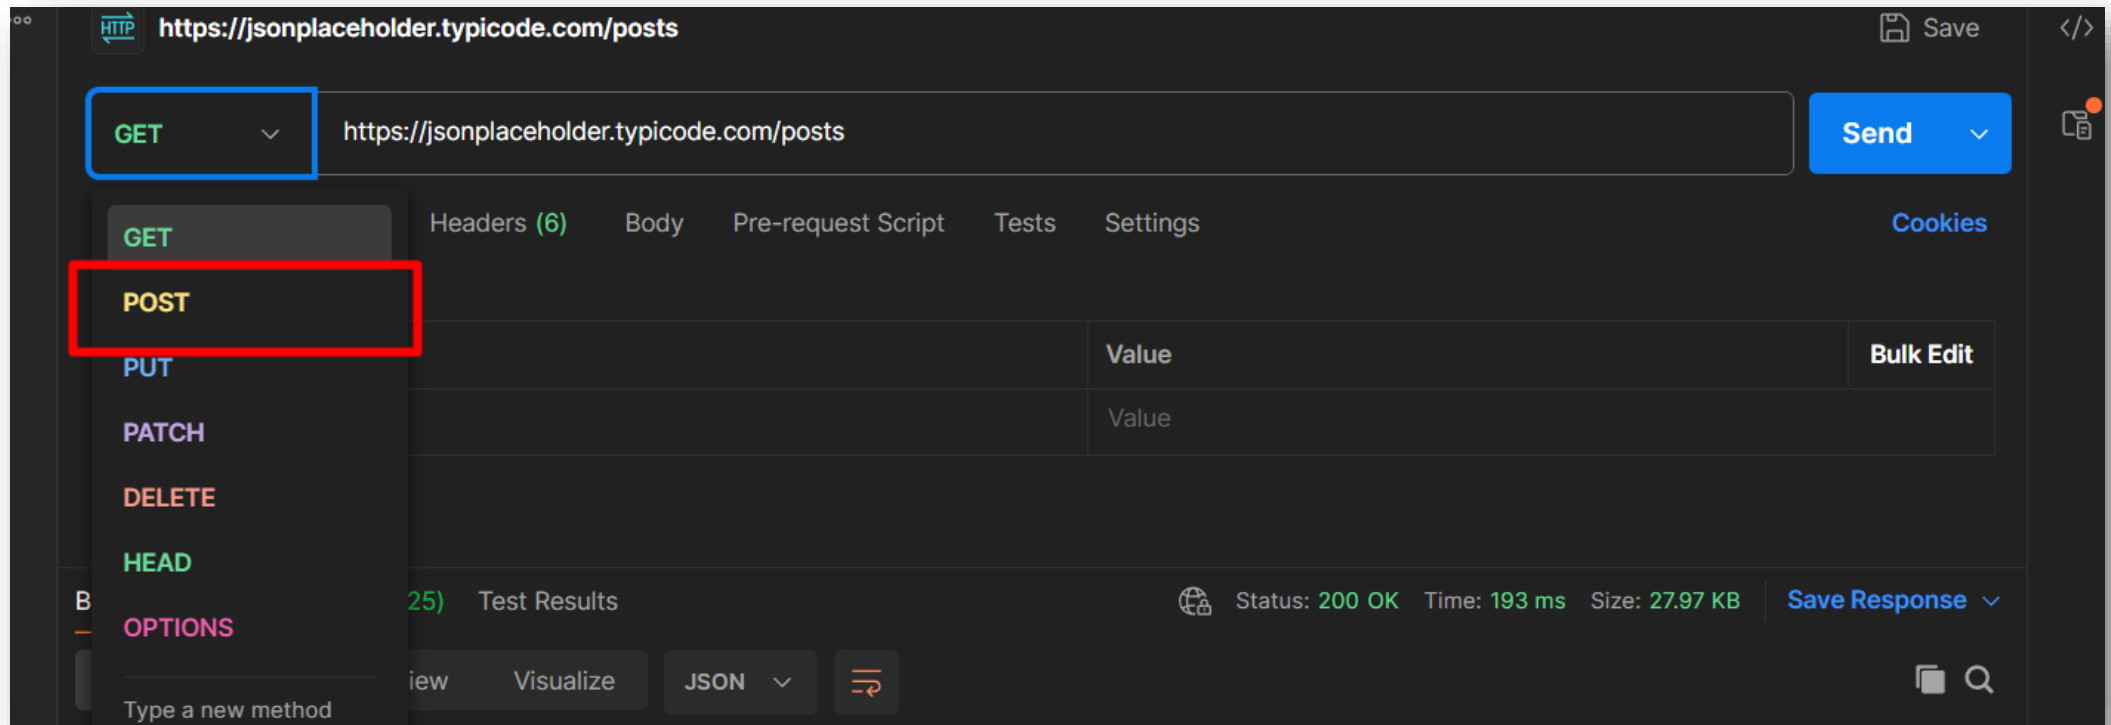 HTTP https://jsonplaceholder.typicode.com/posts Save </>
GET https://jsonplaceholder.typicode.com/posts Send
GET Headers (6) Body Pre-request Script Tests Settings Cookies
POST
Value Bulk Edit
PUT
Value
PATCH
DELETE
HEAD
B 25) Test Results Status: 200 OK Time: 193 ms Size: 27.97 KB Save Response
OPTIONS
iew Visualize JSON
Type a new method